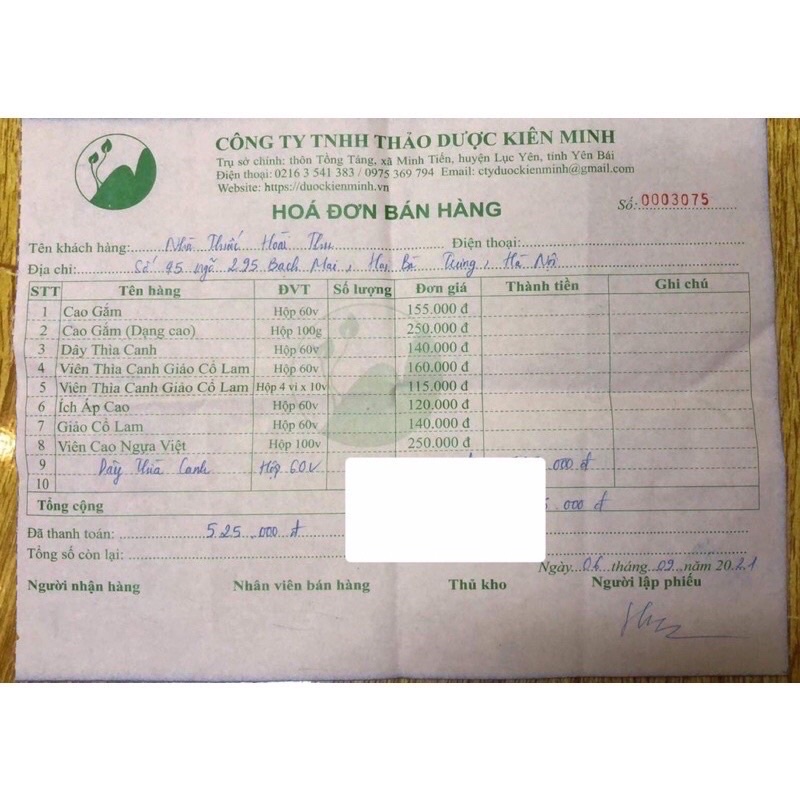 CÔNG TY TNHH THẢO DƯỢC KIÊN MINH
Trụ sở chính: thôn Tông Tâng, xã Minh Tiến, huyện Lục Yên, tỉnh Yên Bái
Điện thoại: 0216 3 541 383 / 0975 369 794 Email: ctyduockienminh@gmail.com
Website: https://duockienminh.vn
HOÁ ĐƠN BÁN HÀNG
Số: 0003075
Tên khách hàng: Nhà Thuốc Hoài Thu Điện thoại:
Địa chỉ: Số 95 ngõ 295 Bạch Mai, Hai Bà Trưng, Hà Nội
STT Tên hàng ĐVT Số lượng Đơn giá Thành tiền Ghi chú
1 Cao Gắm Hộp 60v 155.000 đ
2 Cao Gắm (Dạng cao) Hộp 100g 250.000 đ
3 Dây Thìa Canh Hộp 60v 140.000 đ
4 Viên Thìa Canh Giảo Cổ Lam Hộp 60v 160.000 đ
5 Viên Thìa Canh Giảo Cổ Lam Hộp 4 vỉ x 10v 115.000 đ
6 Ích Áp Cao Hộp 60v 120.000 đ
7 Giảo Cổ Lam Hộp 60v 140.000 đ
8 Viên Cao Ngựa Việt Hộp 100v 250.000 đ
9 Dây Thìa Canh Hộp 60v 000 đ
10
Tổng cộng 000 đ
Đã thanh toán: 525.000 đ
Tổng số còn lại:
Ngày 06 tháng 09 năm 2021
Người nhận hàng Nhân viên bán hàng Thủ kho Người lập phiếu